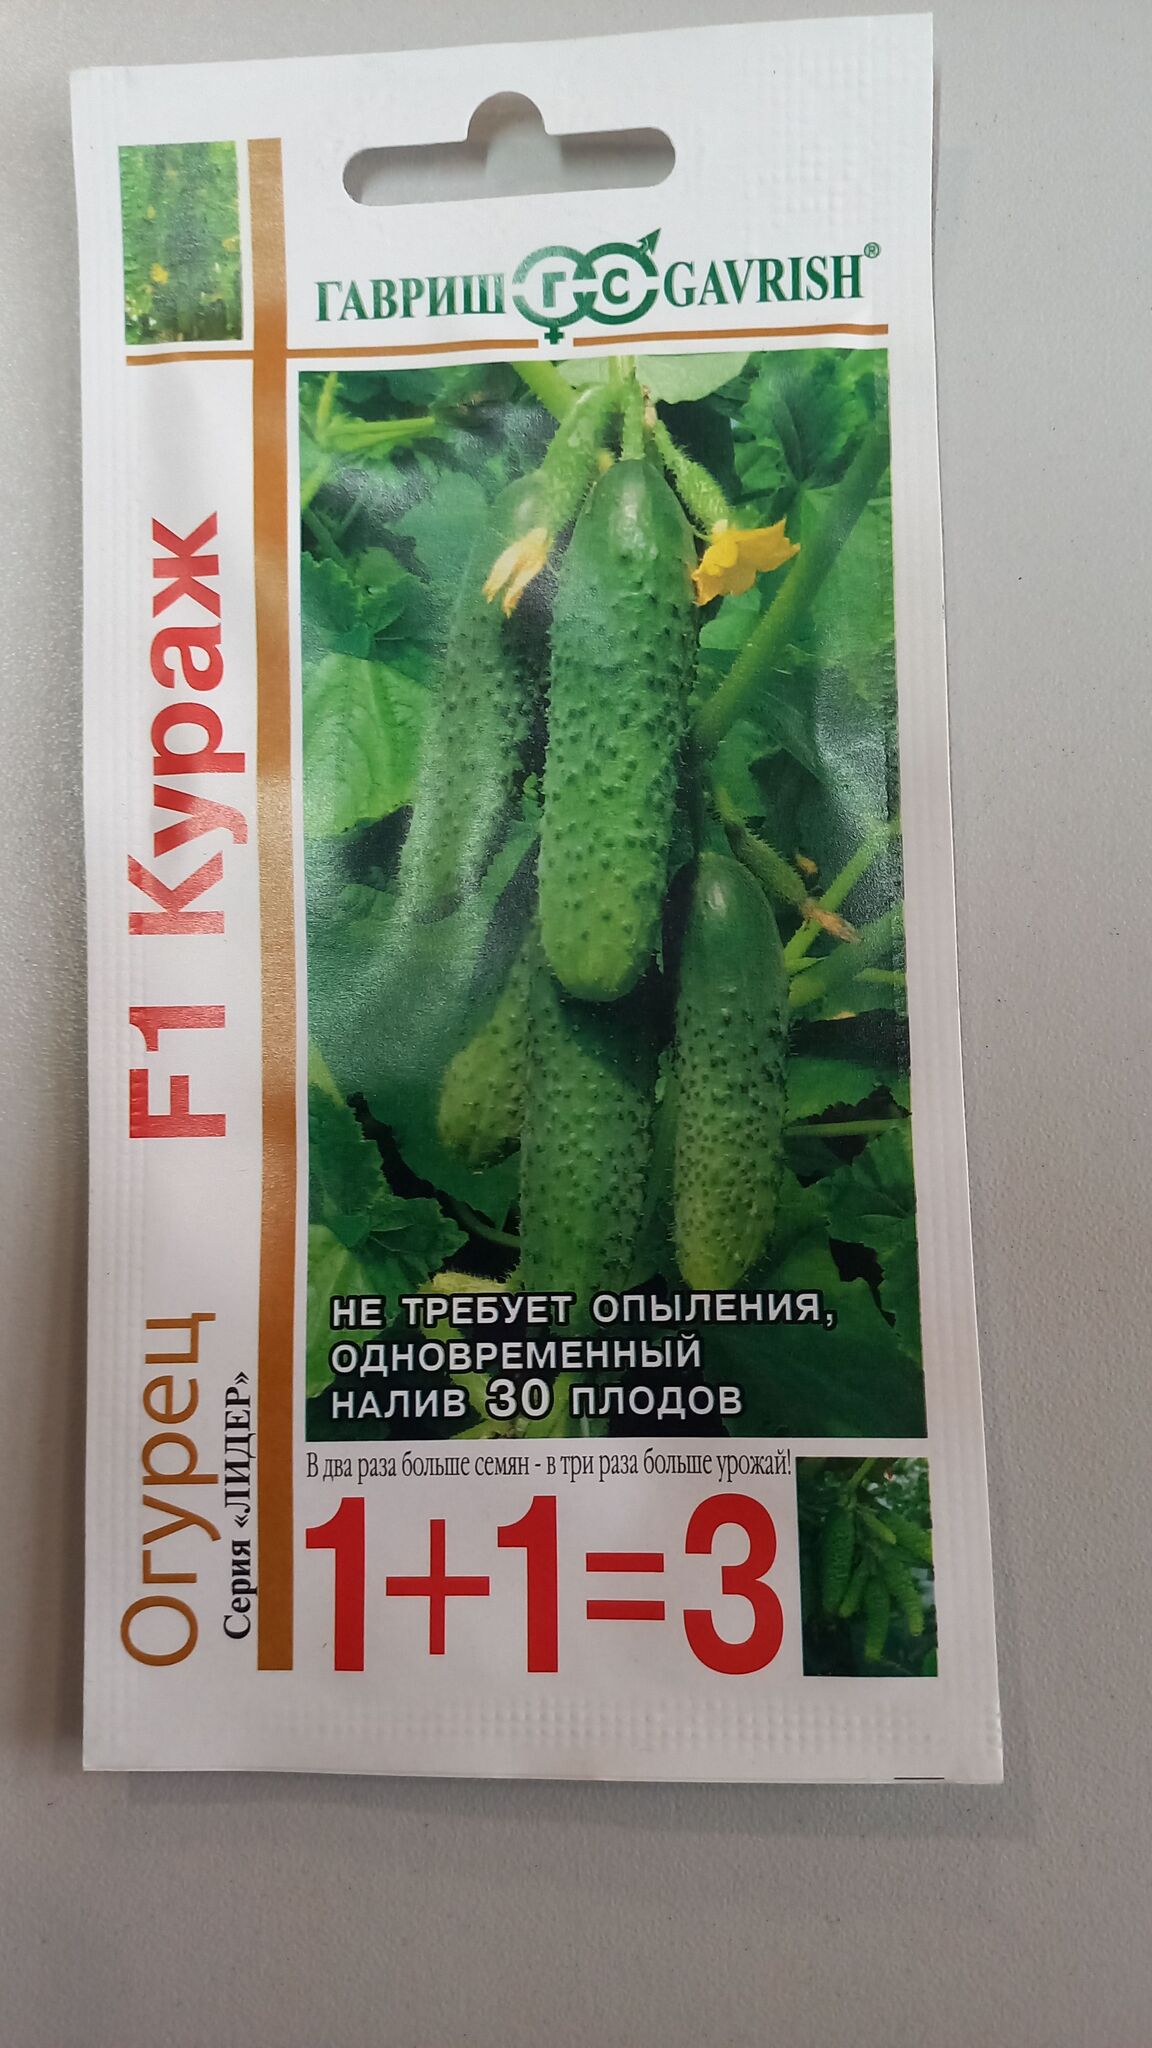 ГАВРИШ ГС GAVRISH®
Огурец F1 Кураж
Серия «ЛИДЕР»
НЕ ТРЕБУЕТ ОПЫЛЕНИЯ,
ОДНОВРЕМЕННЫЙ
НАЛИВ 30 ПЛОДОВ
В два раза больше семян - в три раза больше урожай!
1+1=3